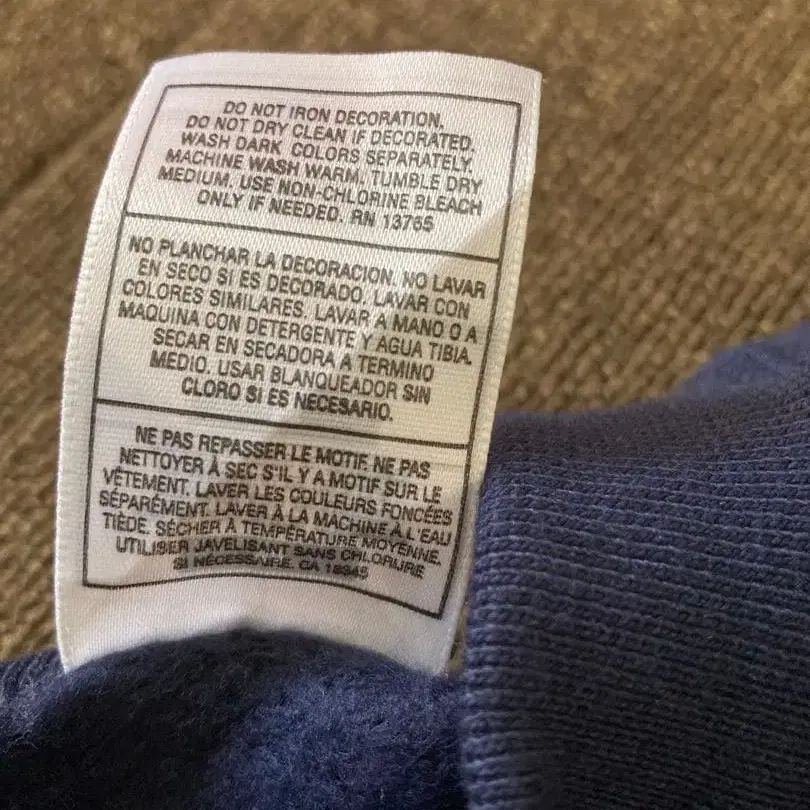 DO NOT IRON DECORATION.
DO NOT DRY CLEAN IF DECORATED.
WASH DARK COLORS SEPARATELY.
MACHINE WASH WARM. TUMBLE DRY
MEDIUM. USE NON-CHLORINE BLEACH
ONLY IF NEEDED. RN 13765
NO PLANCHAR LA DECORACION. NO LAVAR
EN SECO SI ES DECORADO. LAVAR CON
COLORES SIMILARES. LAVAR A MANO O A
MAQUINA CON DETERGENTE Y AGUA TIBIA.
SECAR EN SECADORA A TERMINO
MEDIO. USAR BLANQUEADOR SIN
CLORO SI ES NECESARIO.
NE PAS REPASSER LE MOTIF. NE PAS
NETTOYER À SEC S'IL Y A MOTIF SUR LE
VÊTEMENT. LAVER LES COULEURS FONCÉES
SÉPARÉMENT. LAVER À LA MACHINE À L'EAU
TIÈDE. SÉCHER À TEMPÉRATURE MOYENNE.
UTILISER JAVELISANT SANS CHLORURE
SI NÉCESSAIRE. CA